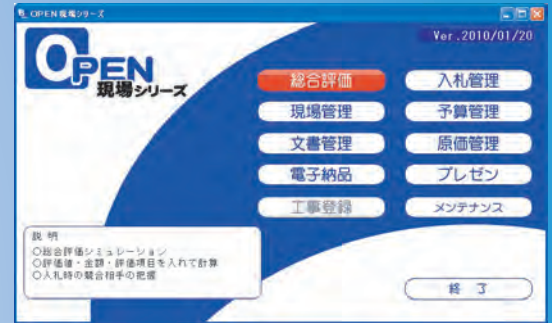 OPEN現場シリーズ
Ver.2010/01/20
OPEN
現場シリーズ
総合評価
入札管理
現場管理
予算管理
文書管理
原価管理
電子納品
プレゼン
工事登録
メンテナンス
説 明
○総合評価シミュレーション
○評価値・金額・評価項目を入れて計算
○入札時の競合相手の把握
終 了